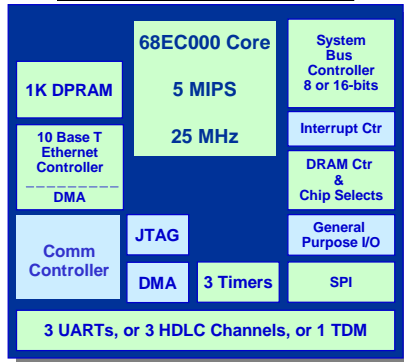 68EC000 Core
5 MIPS
25 MHz
System
Bus
Controller
8 or 16-bits
1K DPRAM
Interrupt Ctr
10 Base T
Ethernet
Controller
DMA
DRAM Ctr
&
Chip Selects
Comm
Controller
JTAG
General
Purpose I/O
DMA
3 Timers
SPI
3 UARTs, or 3 HDLC Channels, or 1 TDM